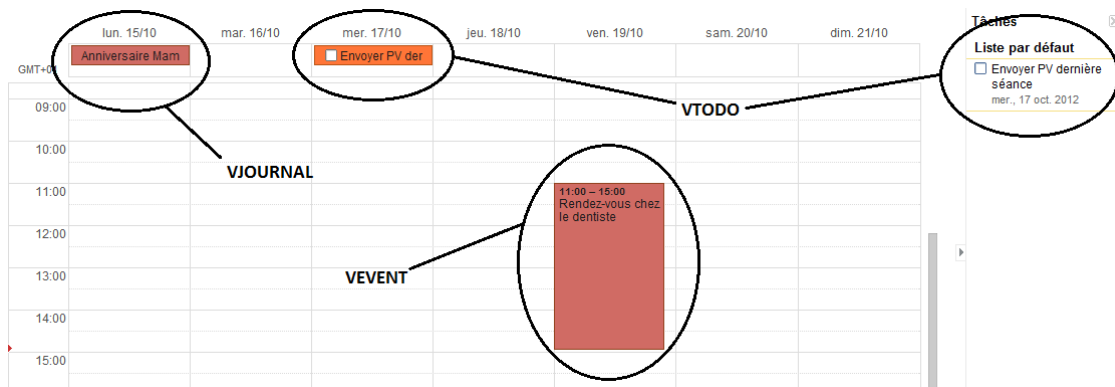 lun. 15/10
mar. 16/10
mer. 17/10
jeu. 18/10
ven. 19/10
sam. 20/10
dim. 21/10
Tâches
Anniversaire Mam
Envoyer PV der
Liste par défaut
Envoyer PV dernière
séance
mer., 17 oct. 2012
GMT+01
09:00
10:00
11:00
12:00
13:00
14:00
15:00
VTODO
VJOURNAL
11:00 – 15:00
Rendez-vous chez
le dentiste
VEVENT